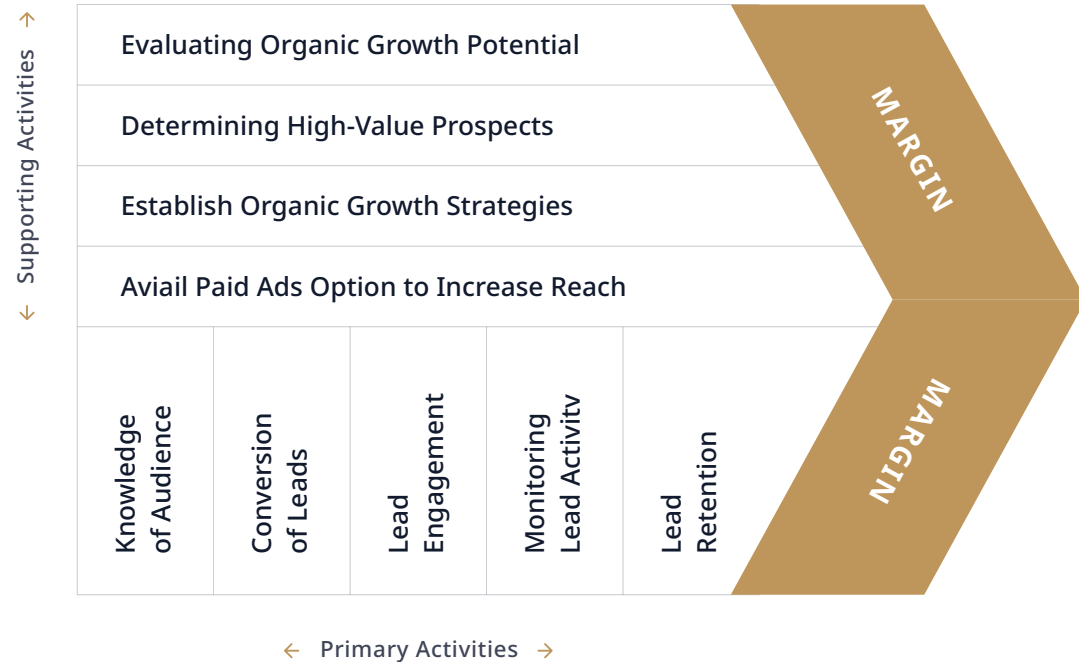 Supporting Activities
Evaluating Organic Growth Potential
Determining High-Value Prospects
Establish Organic Growth Strategies
Aviail Paid Ads Option to Increase Reach
MARGIN
MARGIN
Knowledge
of Audience
Conversion
of Leads
Lead
Engagement
Monitoring
Lead Activity
Lead
Retention
Primary Activities